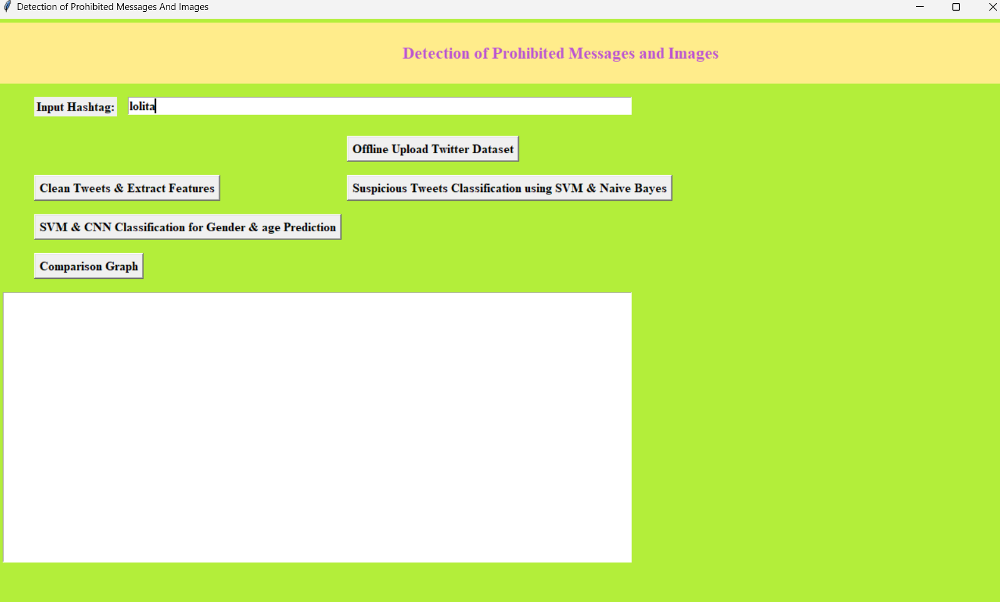 Detection of Prohibited Messages And Images
Detection of Prohibited Messages and Images
Input Hashtag: lolita
Offline Upload Twitter Dataset
Clean Tweets & Extract Features
Suspicious Tweets Classification using SVM & Naive Bayes
SVM & CNN Classification for Gender & age Prediction
Comparison Graph